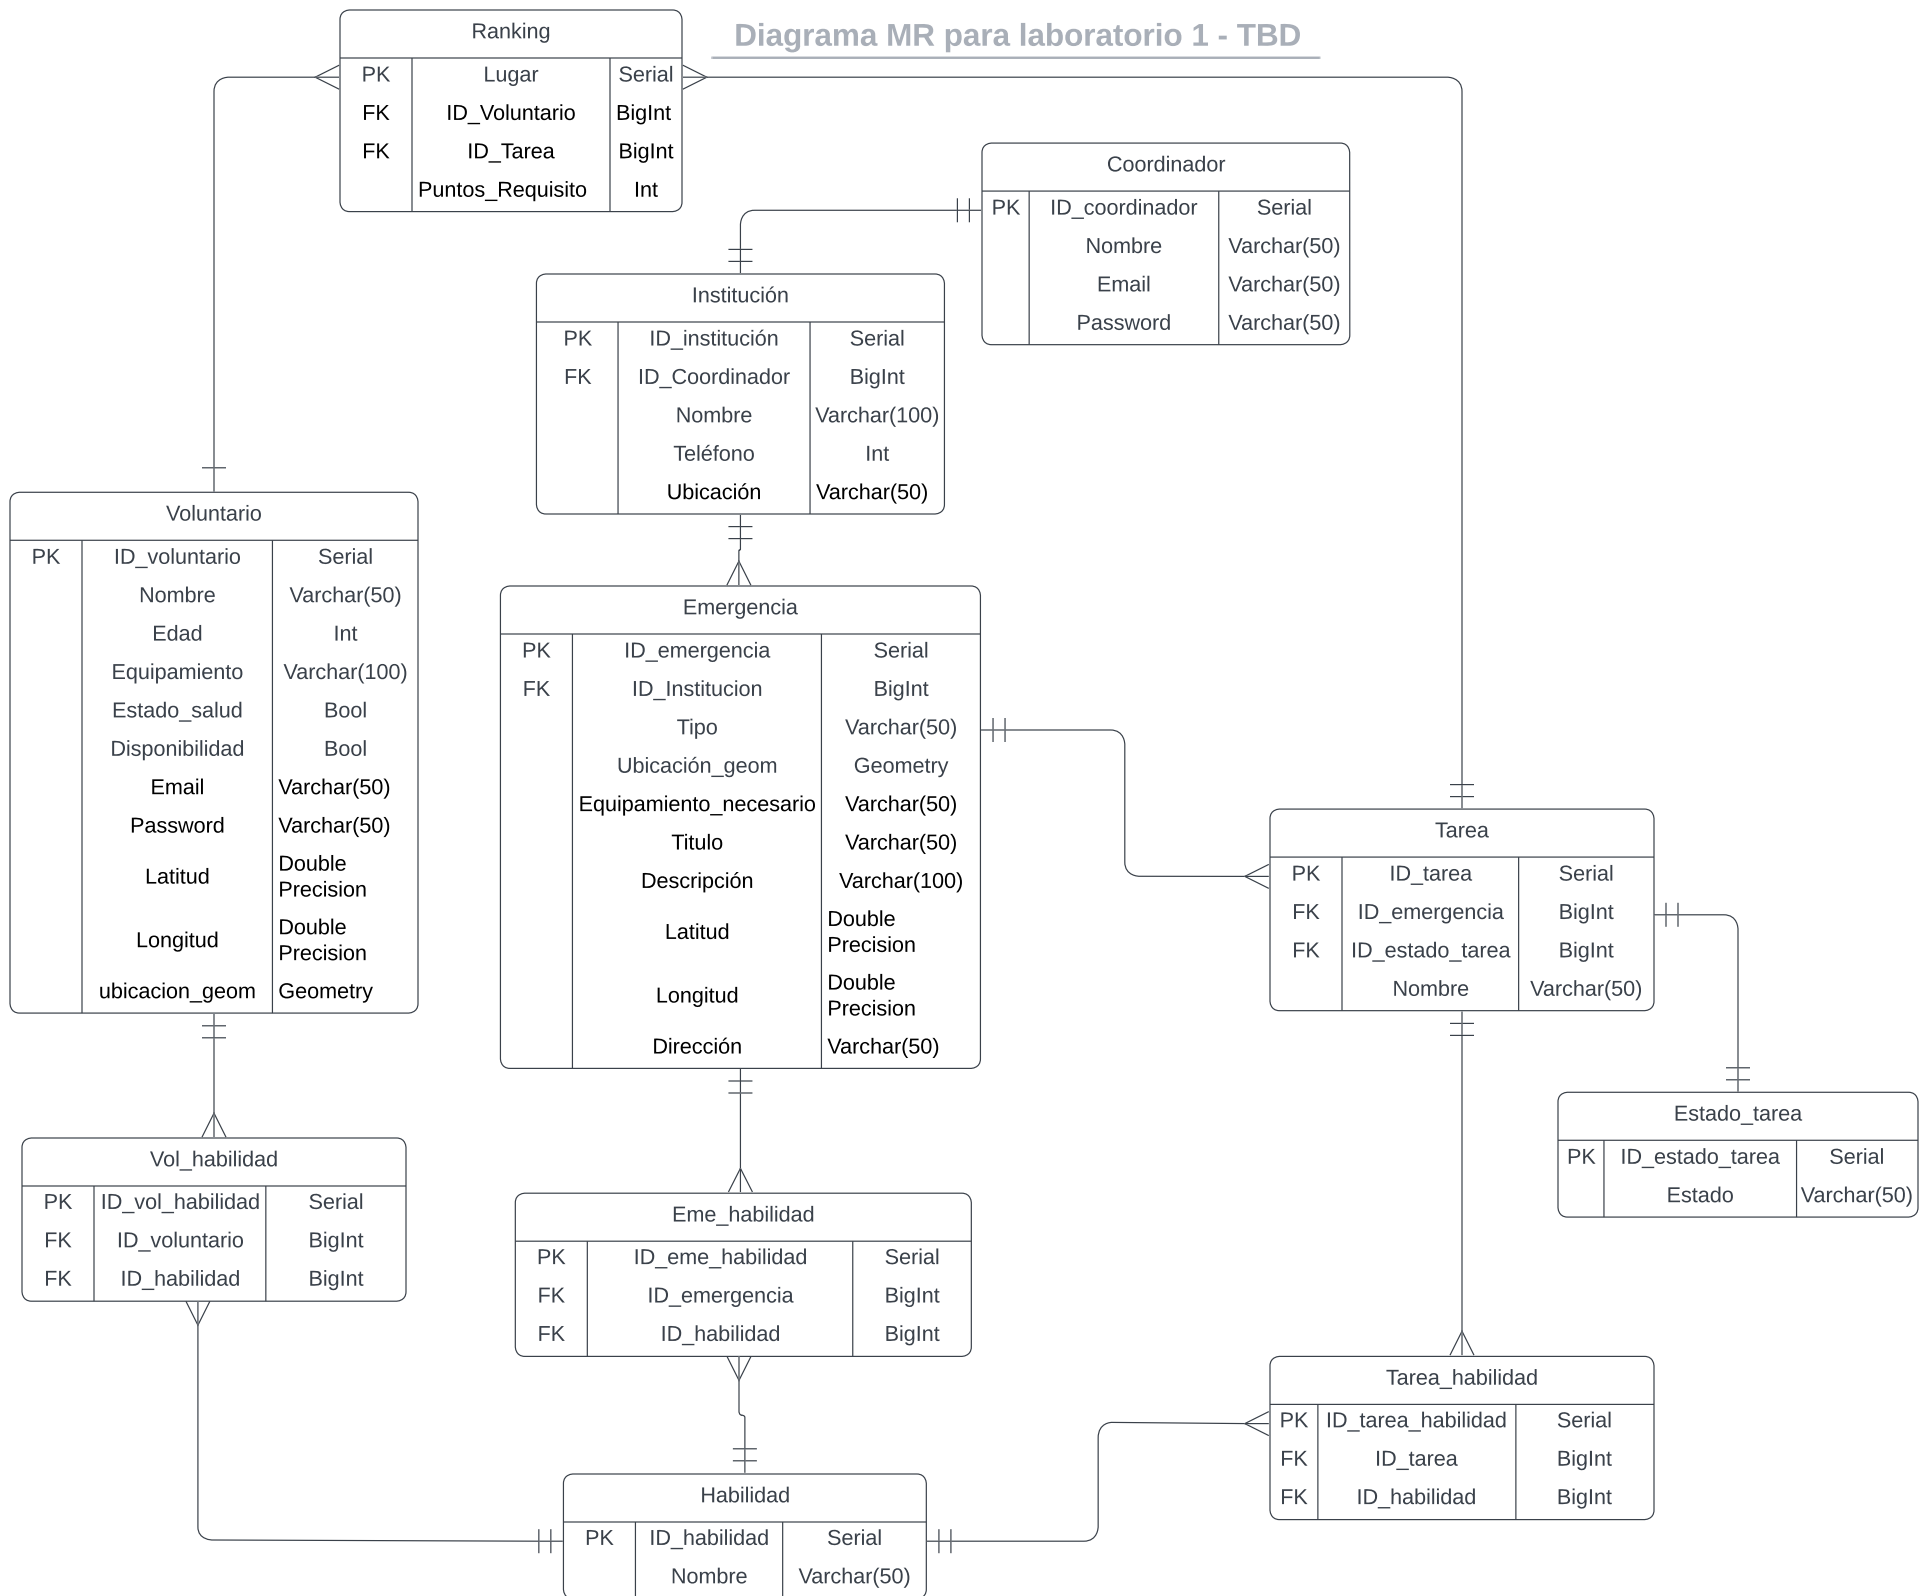 Diagrama MR para laboratorio 1 - TBD
Ranking
PK Lugar Serial
FK ID_Voluntario BigInt
FK ID_Tarea BigInt
Puntos_Requisito Int
Coordinador
PK ID_coordinador Serial
Nombre Varchar(50)
Email Varchar(50)
Password Varchar(50)
Institución
PK ID_institución Serial
FK ID_Coordinador BigInt
Nombre Varchar(100)
Teléfono Int
Ubicación Varchar(50)
Voluntario
PK ID_voluntario Serial
Nombre Varchar(50)
Edad Int
Equipamiento Varchar(100)
Estado_salud Bool
Disponibilidad Bool
Email Varchar(50)
Password Varchar(50)
Latitud Double
Precision
Longitud Double
Precision
ubicacion_geom Geometry
Emergencia
PK ID_emergencia Serial
FK ID_Institucion BigInt
Tipo Varchar(50)
Ubicación_geom Geometry
Equipamiento_necesario Varchar(50)
Titulo Varchar(50)
Descripción Varchar(100)
Latitud Double
Precision
Longitud Double
Precision
Dirección Varchar(50)
Tarea
PK ID_tarea Serial
FK ID_emergencia BigInt
FK ID_estado_tarea BigInt
Nombre Varchar(50)
Estado_tarea
PK ID_estado_tarea Serial
Estado Varchar(50)
Vol_habilidad
PK ID_vol_habilidad Serial
FK ID_voluntario BigInt
FK ID_habilidad BigInt
Eme_habilidad
PK ID_eme_habilidad Serial
FK ID_emergencia BigInt
FK ID_habilidad BigInt
Tarea_habilidad
PK ID_tarea_habilidad Serial
FK ID_tarea BigInt
FK ID_habilidad BigInt
Habilidad
PK ID_habilidad Serial
Nombre Varchar(50)